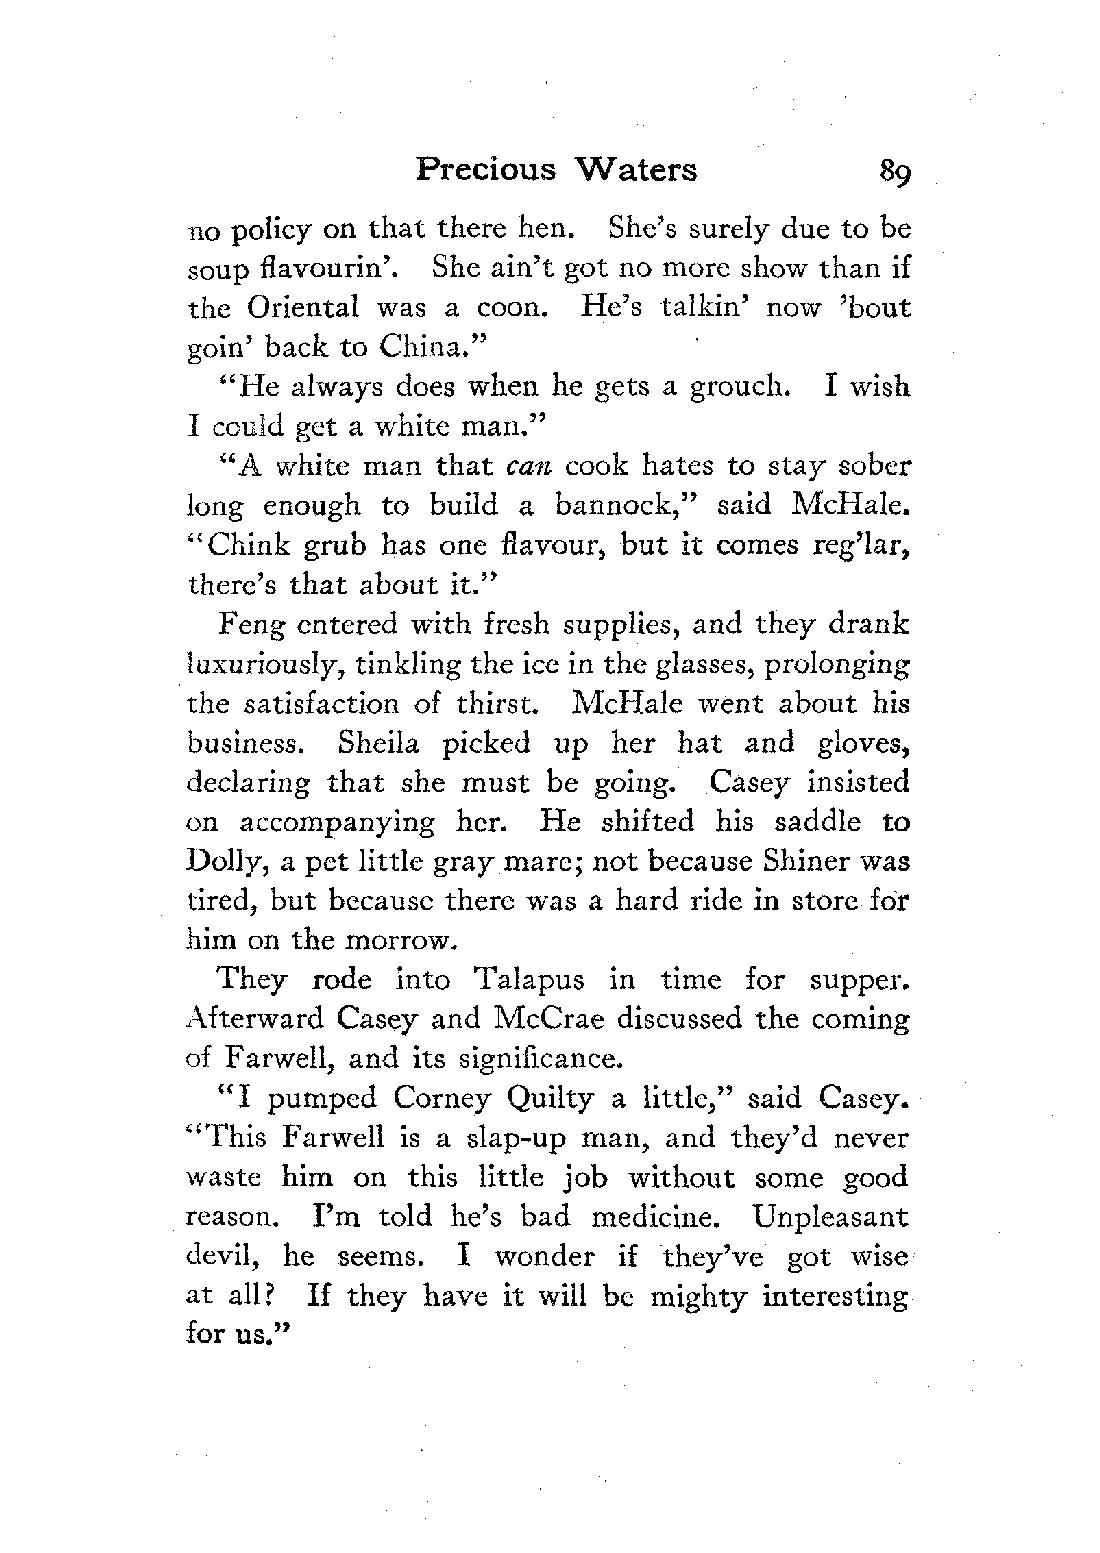 Precious Waters 89
no policy on that there hen. She's surely due to be
soup flavourin'. She ain't got no more show than if
the Oriental was a coon. He's talkin' now 'bout
goin' back to China."
"He always does when he gets a grouch. I wish
I could get a white man."
"A white man that can cook hates to stay sober
long enough to build a bannock," said McHale.
"Chink grub has one flavour, but it comes reg'lar,
there's that about it."
Feng entered with fresh supplies, and they drank
luxuriously, tinkling the ice in the glasses, prolonging
the satisfaction of thirst. McHale went about his
business. Sheila picked up her hat and gloves,
declaring that she must be going. Casey insisted
on accompanying her. He shifted his saddle to
Dolly, a pet little gray mare; not because Shiner was
tired, but because there was a hard ride in store for
him on the morrow.
They rode into Talapus in time for supper.
Afterward Casey and McCrae discussed the coming
of Farwell, and its significance.
"I pumped Corney Quilty a little," said Casey.
"This Farwell is a slap-up man, and they'd never
waste him on this little job without some good
reason. I'm told he's bad medicine. Unpleasant
devil, he seems. I wonder if they've got wise
at all? If they have it will be mighty interesting
for us."